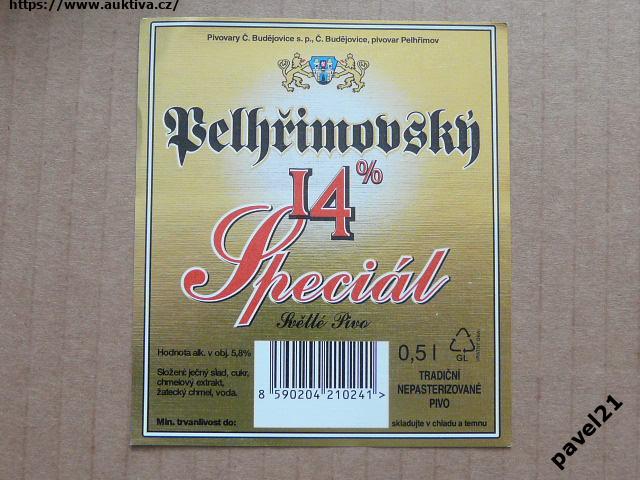 https://www.auktiva.cz/
Pivovary Č. Budějovice s. p., Č. Budějovice, pivovar Pelhřimov
Pelhřimovský
14%
Speciál
Světlé Pivo
Hodnota alk. v obj. 5,8%
Složení: ječný slad, cukr,
chmelový extrakt,
žatecký chmel, voda.
Min. trvanlivost do:
8 590204 210241 >
0,5 l
GL
TRADIČNÍ
NEPASTERIZOVANÉ
PIVO
skladujte v chladu a temnu
pavel21